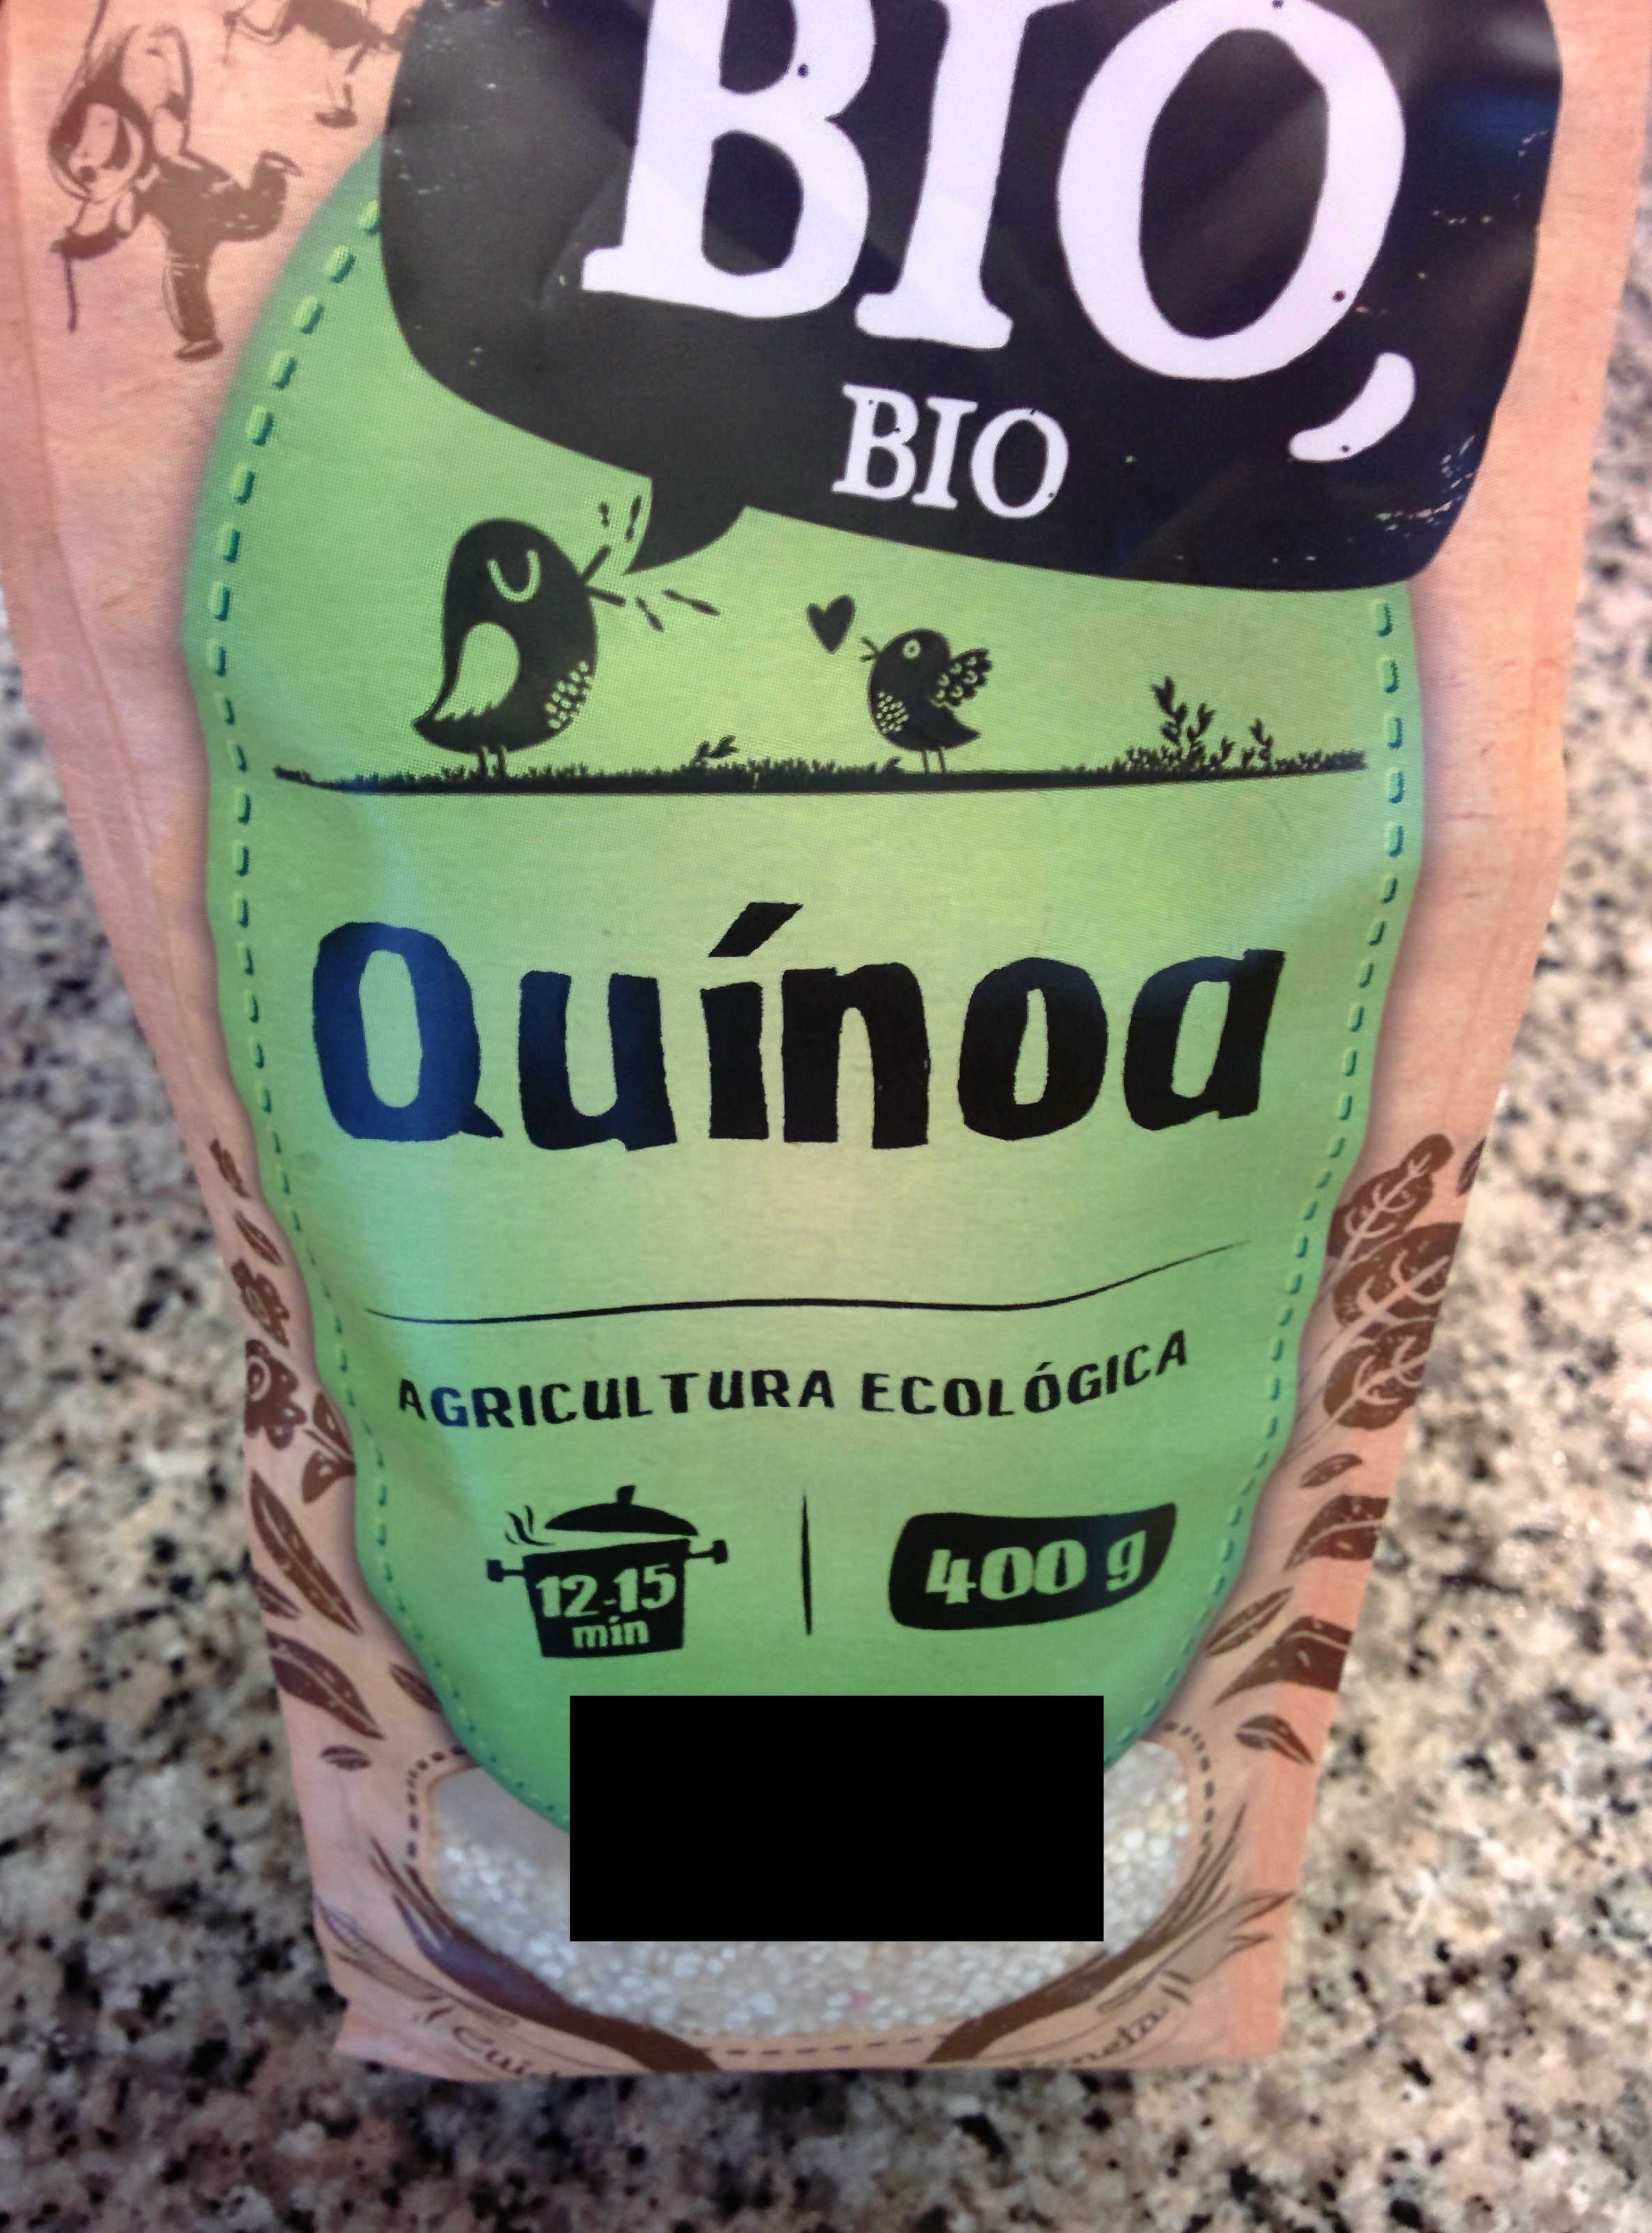 BIO,
BIO
Quínoa
AGRICULTURA ECOLÓGICA
12-15
min
400 g